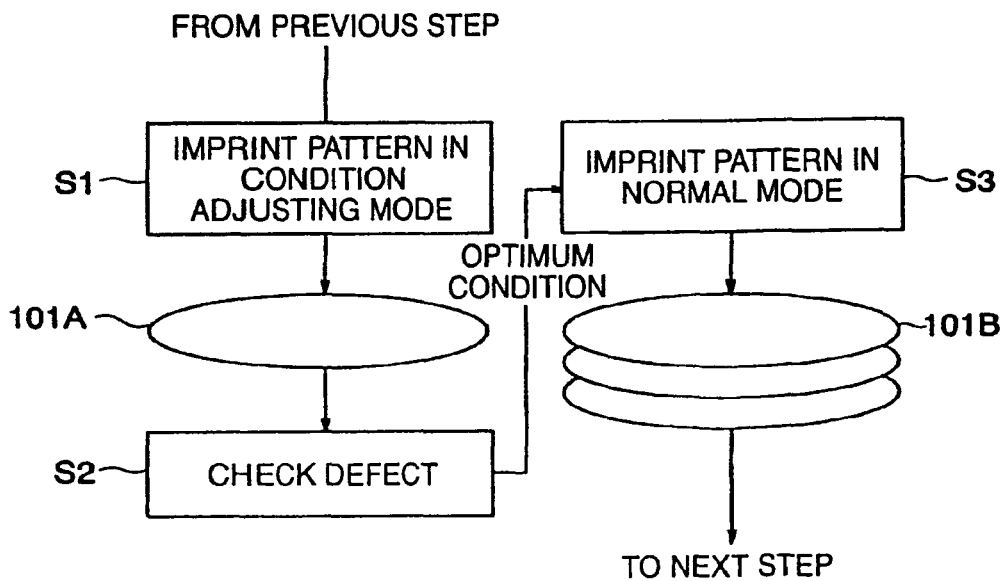 FROM PREVIOUS STEP
S1
IMPRINT PATTERN IN
CONDITION
ADJUSTING MODE
101A
S2
CHECK DEFECT
OPTIMUM
CONDITION
IMPRINT PATTERN IN
NORMAL MODE
S3
101B
TO NEXT STEP